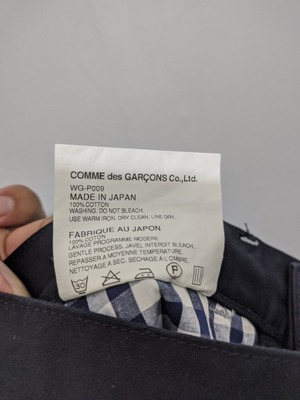 COMME des GARÇONS Co.,Ltd.
WG-P009
MADE IN JAPAN
100% COTTON
WASHING. DO NOT BLEACH.
USE WARM IRON. DRY CLEAN. LINE DRY.
FABRIQUE AU JAPON
100% COTTON
LAVAGE PROGRAMME MODERE
GENTLE PROCESS. JAVEL INTERDIT BLEACH.
REPASSER A MOYENNE TEMPERATURE
NETTOYAGE A SEC. SECHAGE A L'OMBRE
30
P